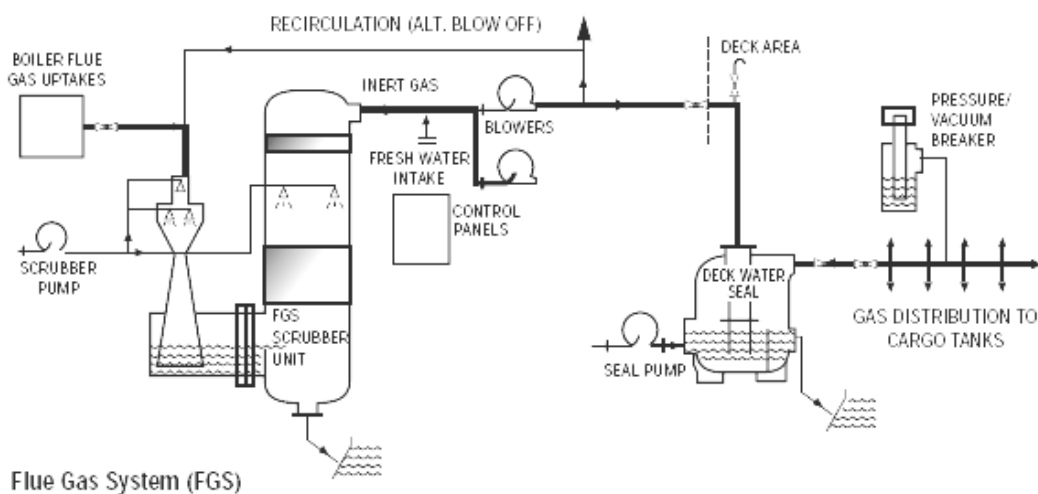 RECIRCULATION (ALT. BLOW OFF)
BOILER FLUE
GAS UPTAKES
DECK AREA
INERT GAS
BLOWERS
PRESSURE/
VACUUM
BREAKER
FRESH WATER
INTAKE
CONTROL
PANELS
SCRUBBER
PUMP
DECK WATER
SEAL
FGS
SCRUBBER
UNIT
GAS DISTRIBUTION TO
CARGO TANKS
SEAL PUMP
Flue Gas System (FGS)